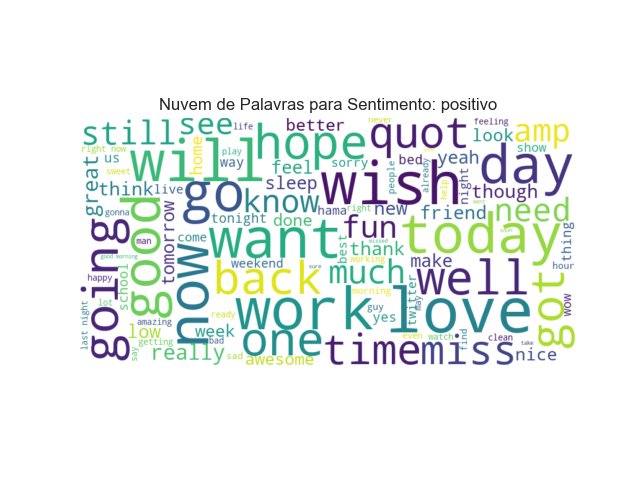 Nuvem de Palavras para Sentimento: positivo
still see hope better never feeling quot amp
life look show
right now us will home play way feel sorry bed yeah day
sweet great think live go know sleep wish people already help night though
gonna tonight hama right new friend need
going man good tomorrow come now want done best fun thank today thing
good morning missed make hour
happy school weekend back sure working much well got wow
lot morning twitter may
last night amazing week ready work guy yes love find
low one even watch clean
say getting bad time miss take
really sad awesome nice